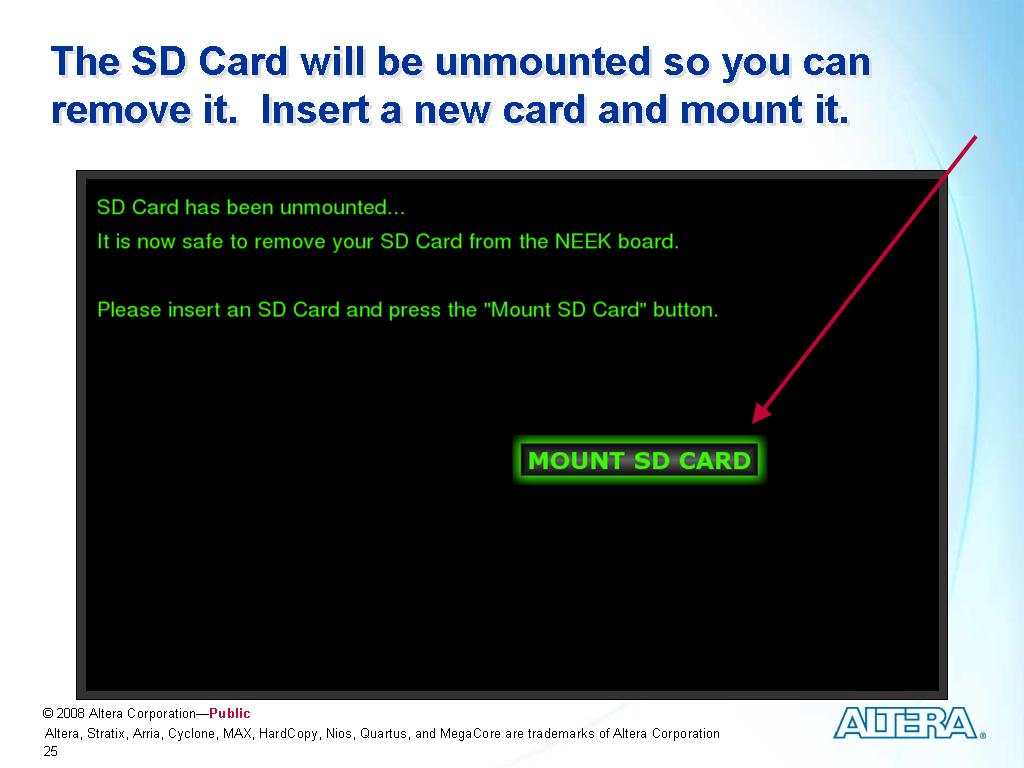 The SD Card will be unmounted so you can
remove it.  Insert a new card and mount it.
SD Card has been unmounted...
It is now safe to remove your SD Card from the NEEK board.
Please insert an SD Card and press the "Mount SD Card" button.
MOUNT SD CARD
© 2008 Altera Corporation—Public
Altera, Stratix, Arria, Cyclone, MAX, HardCopy, Nios, Quartus, and MegaCore are trademarks of Altera Corporation
25
ALTERA®